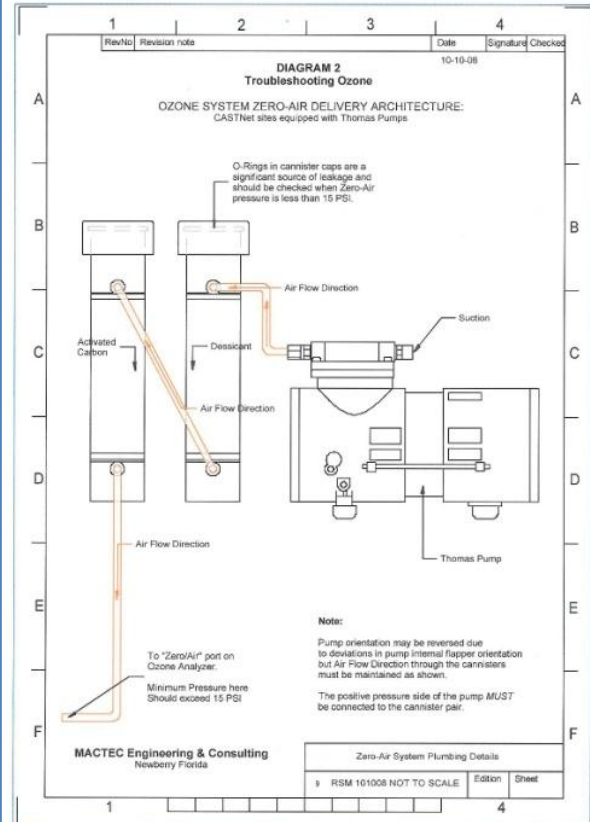 1 2 3 4
RevNo Revision note Date Signature Checked
10-10-08
DIAGRAM 2
Troubleshooting Ozone
A A
OZONE SYSTEM ZERO-AIR DELIVERY ARCHITECTURE:
CASTNet sites equipped with Thomas Pumps
O-Rings in cannister caps are a
significant source of leakage and
should be checked when Zero-Air
pressure is less than 15 PSI.
B B
Air Flow Direction
Suction
Activated
Carbon
Dessicant
C C
Air Flow Direction
D D
Air Flow Direction
Thomas Pump
E E
Note:
Pump orientation may be reversed due
to deviations in pump internal flapper orientation
but Air Flow Direction through the cannisters
must be maintained as shown.
The positive pressure side of the pump MUST
be connected to the cannister pair.
To "Zero/Air" port on
Ozone Analyzer.
Minimum Pressure here
Should exceed 15 PSI
F F
MACTEC Engineering & Consulting
Newberry Florida
Zero-Air System Plumbing Details
9 RSM 101008 NOT TO SCALE Edition Sheet
1 4